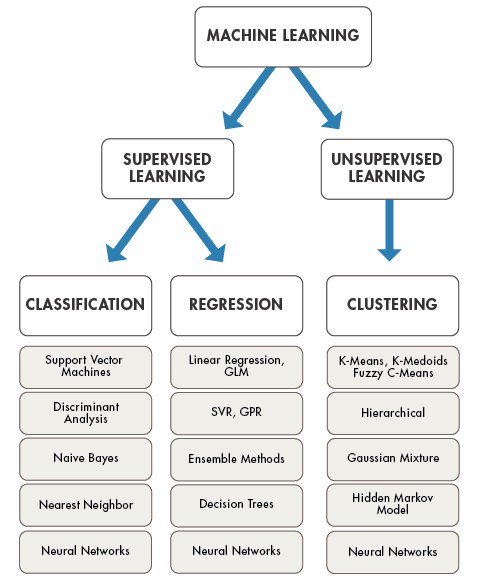 MACHINE LEARNING
SUPERVISED
LEARNING
UNSUPERVISED
LEARNING
CLASSIFICATION
REGRESSION
CLUSTERING
Support Vector
Machines
Linear Regression,
GLM
K-Means, K-Medoids
Fuzzy C-Means
Discriminant
Analysis
SVR, GPR
Hierarchical
Naive Bayes
Ensemble Methods
Gaussian Mixture
Nearest Neighbor
Decision Trees
Hidden Markov
Model
Neural Networks
Neural Networks
Neural Networks